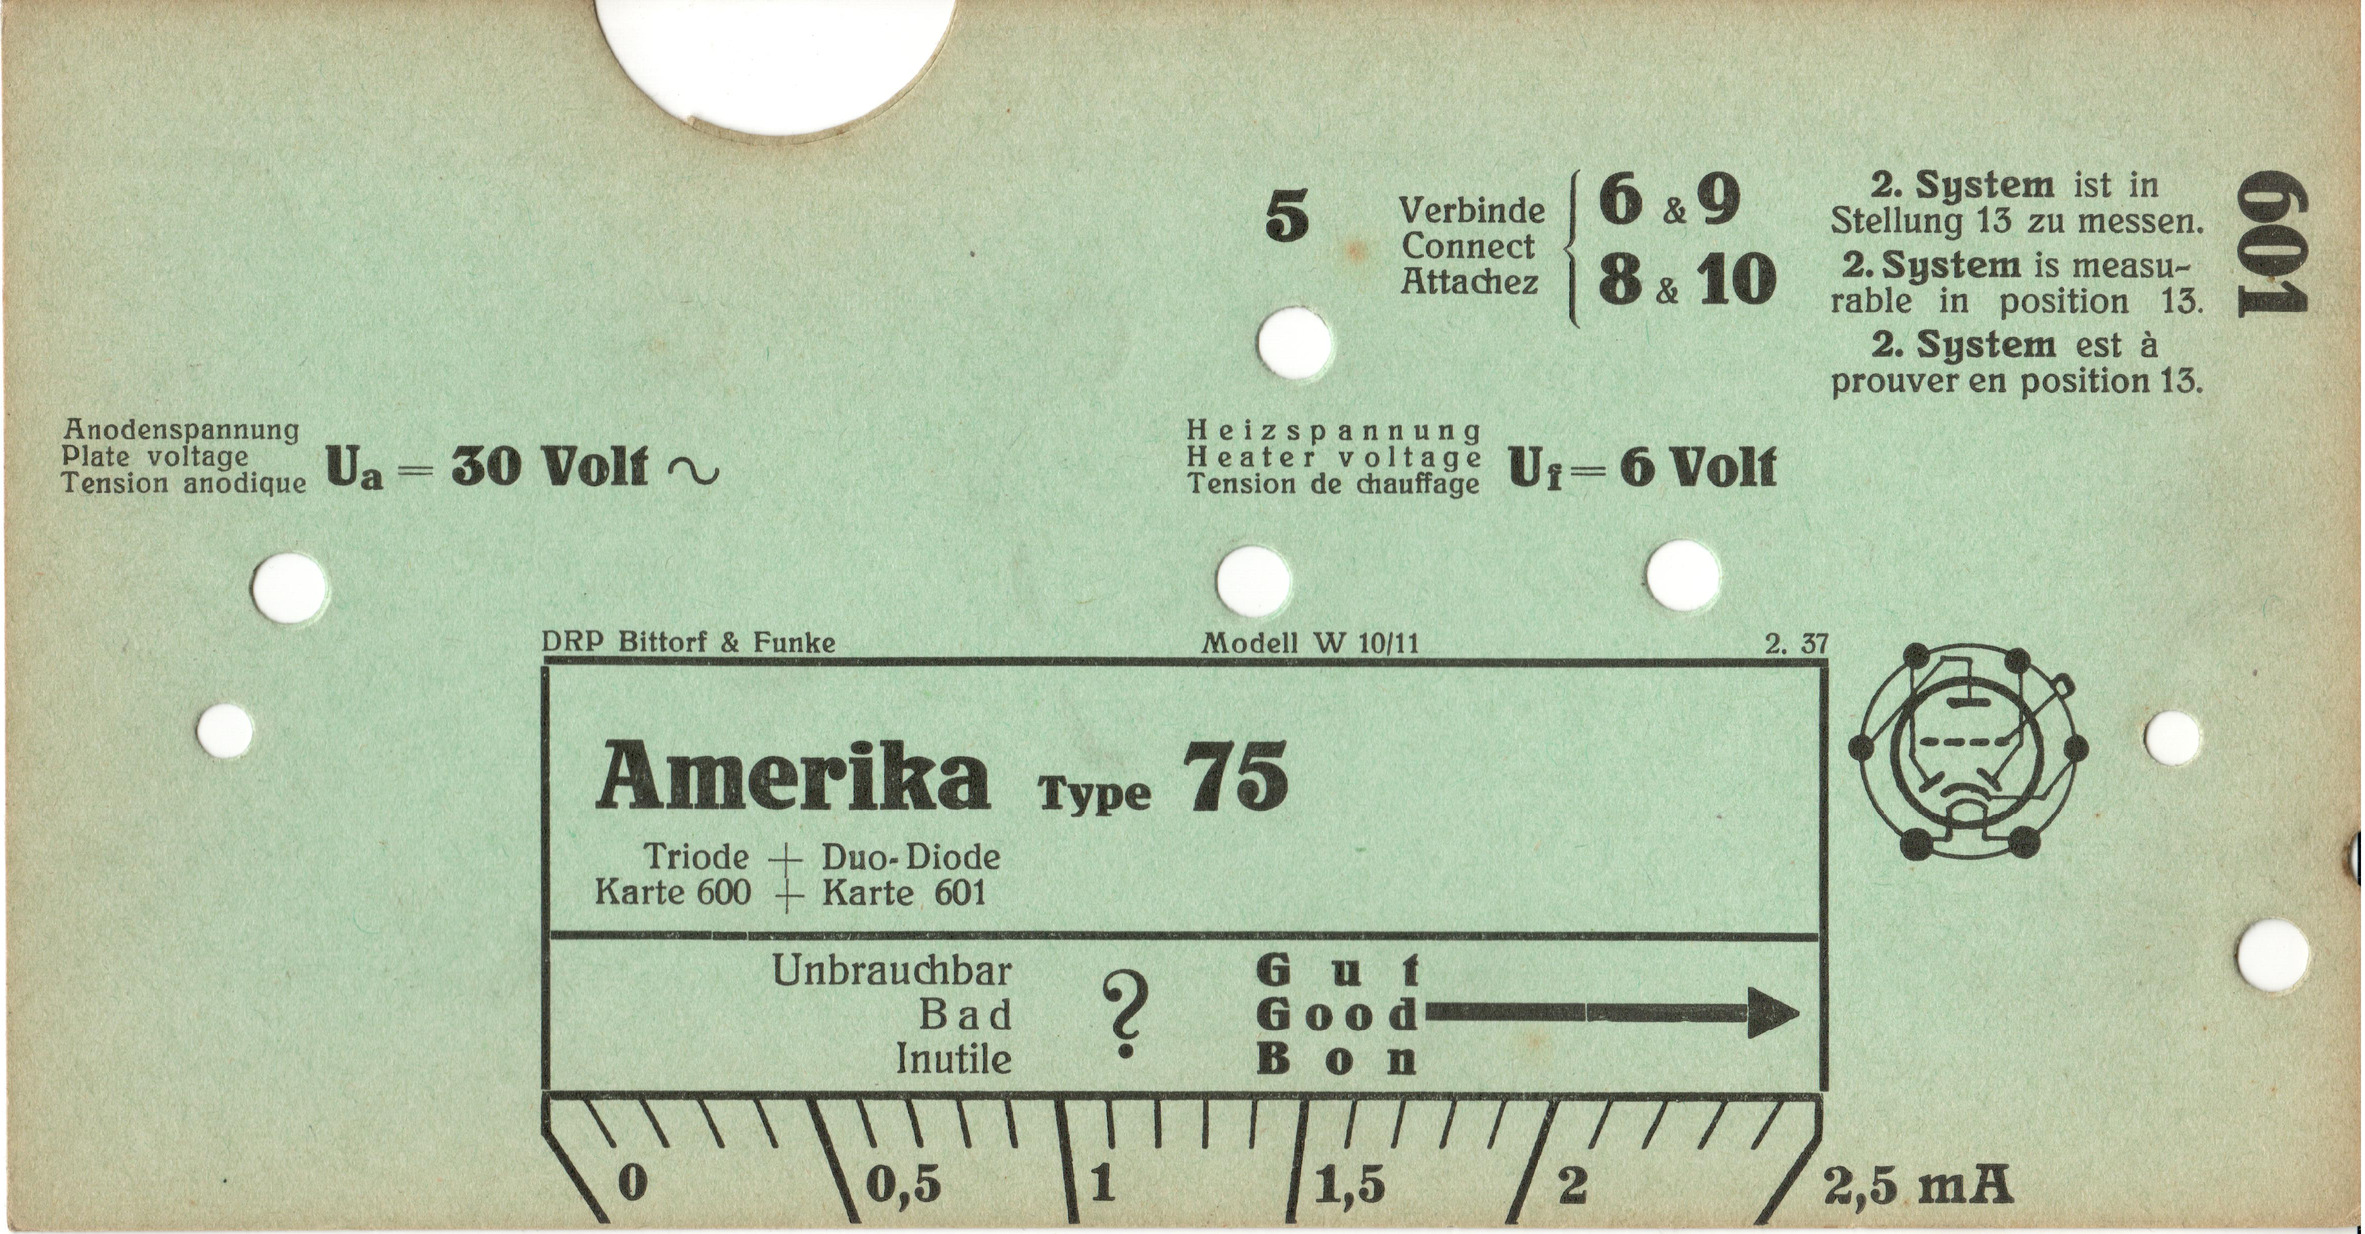 5
Verbinde
Connect
Attachez
6 & 9
8 & 10
2. System ist in
Stellung 13 zu messen.
2. System is measu-
rable in position 13.
2. System est à
prouver en position 13.
601
Anodenspannung
Plate voltage
Tension anodique
Ua = 30 Volt ~
Heizspannung
Heater voltage
Tension de chauffage
Uf = 6 Volt
DRP Bittorf & Funke Modell W 10/11 2. 37
Amerika Type 75
Triode + Duo-Diode
Karte 600 + Karte 601
Unbrauchbar
Bad
Inutile
?
Gut
Good
Bon
0 0,5 1 1,5 2 2,5 mA